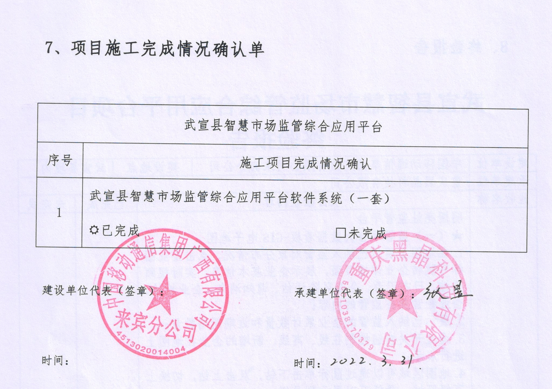 7、项目施工完成情况确认单
武宣县智慧市场监管综合应用平台
序号
施工项目完成情况确认
1
武宣县智慧市场监管综合应用平台软件系统（一套）
✡已完成
□未完成
中国移动通信集团广西有限公司
来宾分公司
4513020014004
建设单位代表（签章）：
重庆黑晶科技有限公司
承建单位代表（签章）：
时间：
时间：2022.3.31